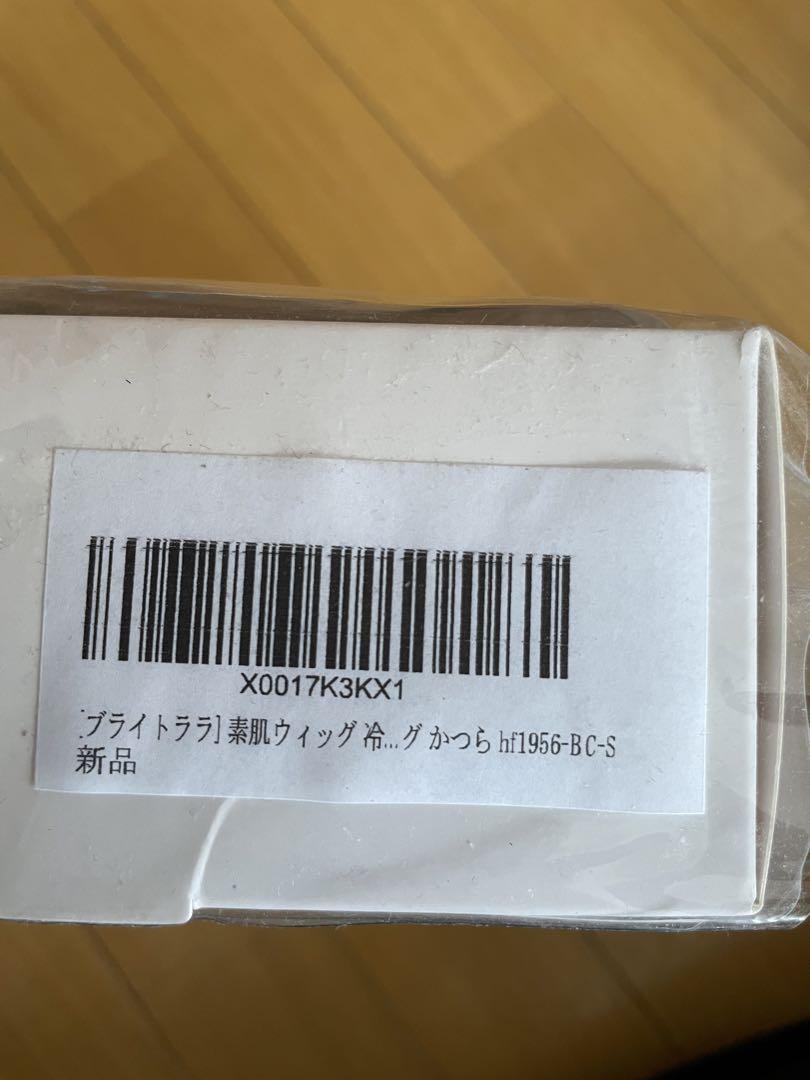 X0017K3KX1
[ブライトララ] 素肌ウィッグ 冷...グ かつら hf1956-BC-S
新品